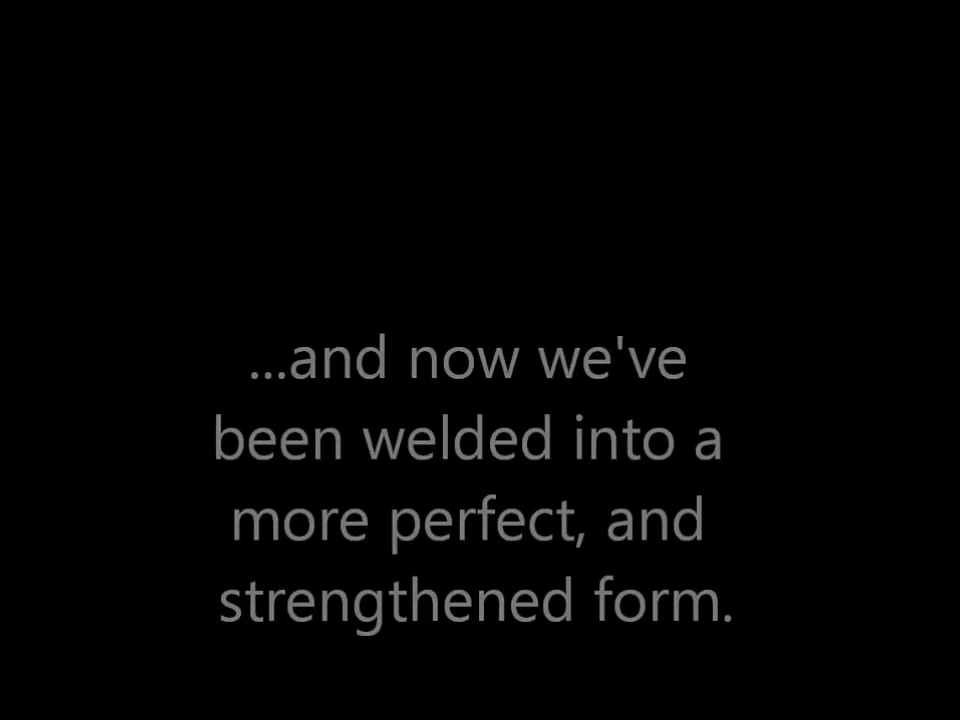 ...and now we've
been welded into a
more perfect, and
strengthened form.